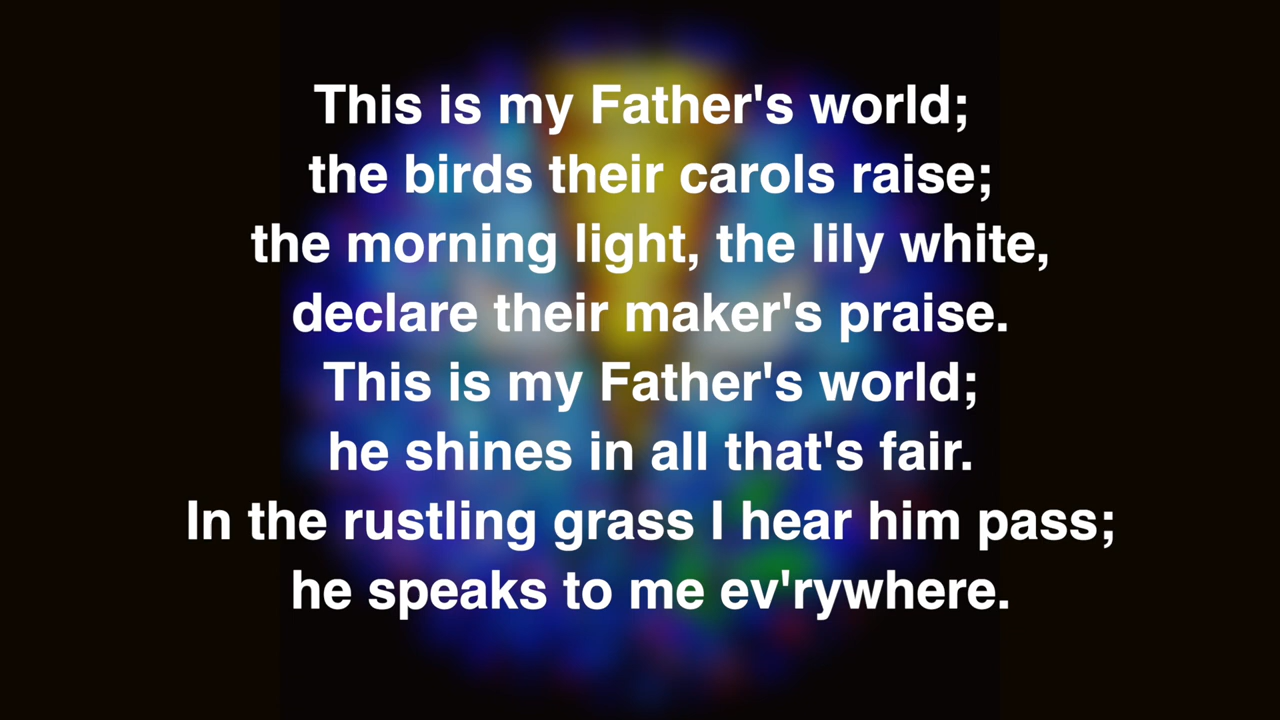 This is my Father's world;
the birds their carols raise;
the morning light, the lily white,
declare their maker's praise.
This is my Father's world;
he shines in all that's fair.
In the rustling grass I hear him pass;
he speaks to me ev'rywhere.